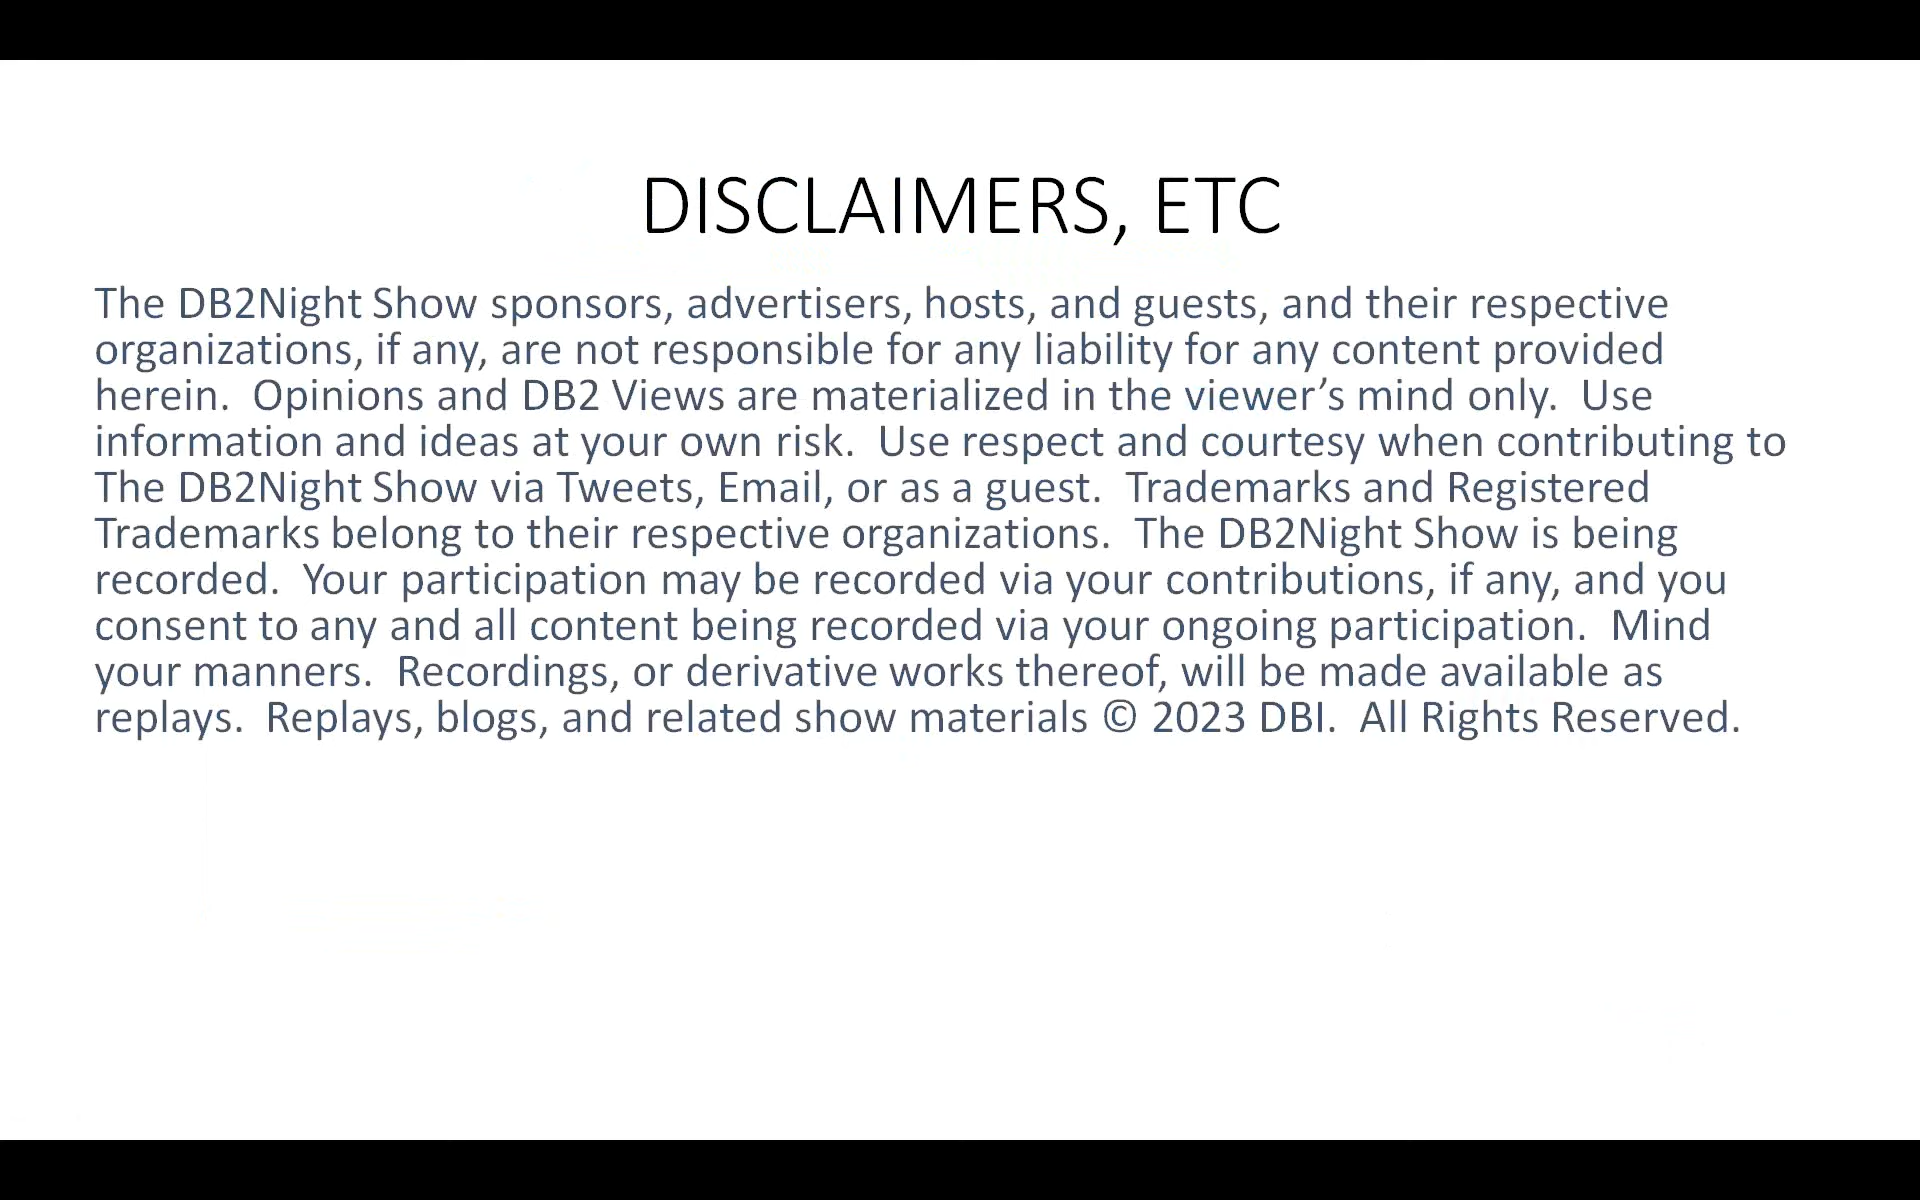 DISCLAIMERS, ETC
The DB2Night Show sponsors, advertisers, hosts, and guests, and their respective
organizations, if any, are not responsible for any liability for any content provided
herein.  Opinions and DB2 Views are materialized in the viewer’s mind only.  Use
information and ideas at your own risk.  Use respect and courtesy when contributing to
The DB2Night Show via Tweets, Email, or as a guest.  Trademarks and Registered
Trademarks belong to their respective organizations.  The DB2Night Show is being
recorded.  Your participation may be recorded via your contributions, if any, and you
consent to any and all content being recorded via your ongoing participation.  Mind
your manners.  Recordings, or derivative works thereof, will be made available as
replays.  Replays, blogs, and related show materials © 2023 DBI.  All Rights Reserved.